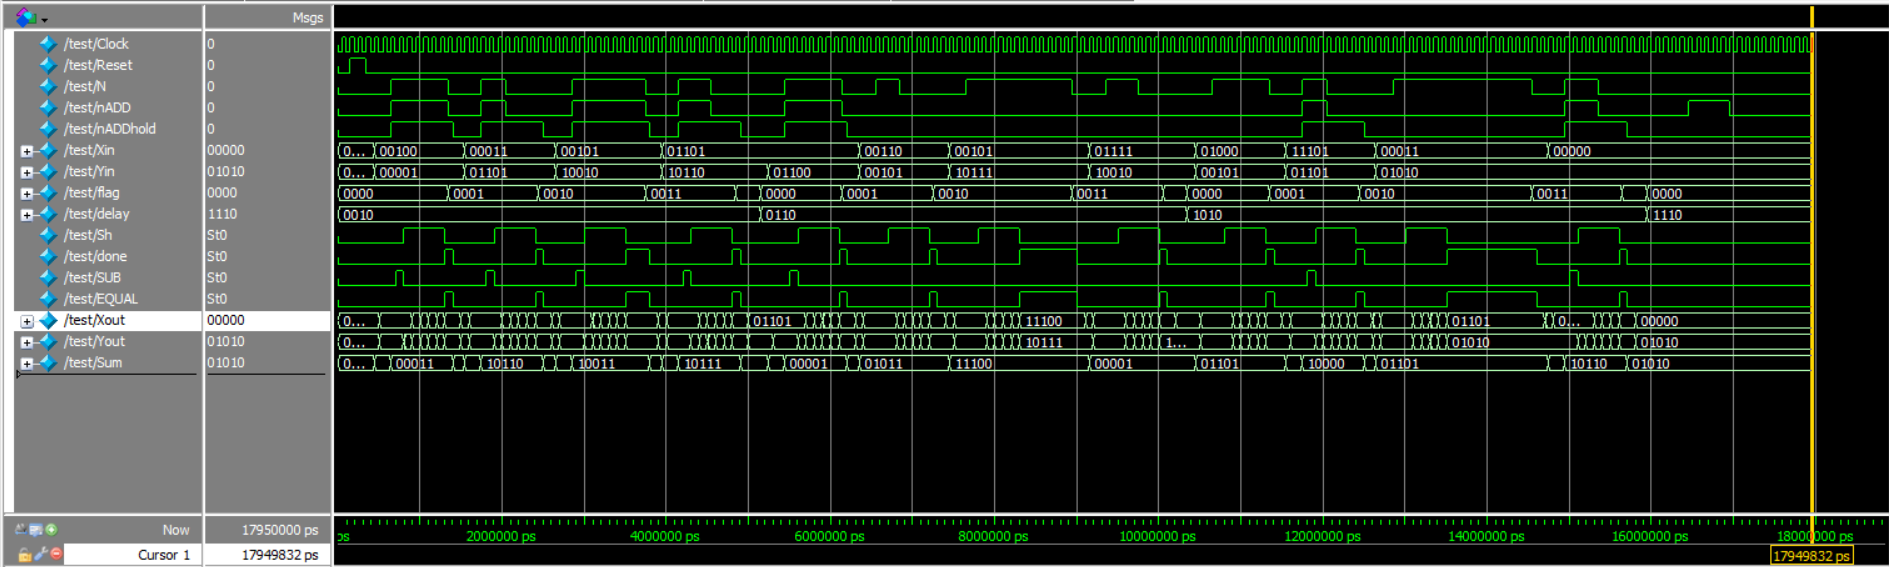 Msgs
/test/Clock 0
/test/Reset 0
/test/N 0
/test/nADD 0
/test/nADDhold 0
/test/Xin 00000 0... 00100 00011 00101 01101 00110 00101 01111 01000 11101 00011 00000
/test/Yin 01010 0... 00001 01101 10010 10110 01100 00101 10111 10010 00101 01101 01010
/test/flag 0000 0000 0001 0010 0011 0000 0001 0010 0011 0000 0001 0010 0011 0000
/test/delay 1110 0010 0110 1010 1110
/test/Sh St0
/test/done St0
/test/SUB St0
/test/EQUAL St0
/test/Xout 00000 0... 01101 11100 01101 0... 00000
/test/Yout 01010 0... 10111 1... 01010 01010
/test/Sum 01010 0... 00011 10110 10011 10111 00001 01011 11100 00001 01101 10000 01101 10110 01010
Now 17950000 ps ps 2000000 ps 4000000 ps 6000000 ps 8000000 ps 10000000 ps 12000000 ps 14000000 ps 16000000 ps 18000000 ps
Cursor 1 17949832 ps 17949832 ps